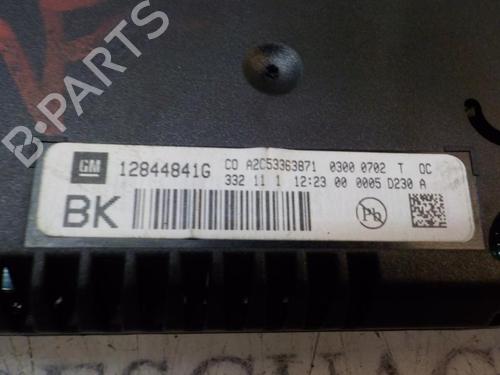 B-PARTS
GM 12844841G CO A2C53363871 0300 0702 T OC
332 11 1 12:23 00 0005 D230 A
BK
Pb